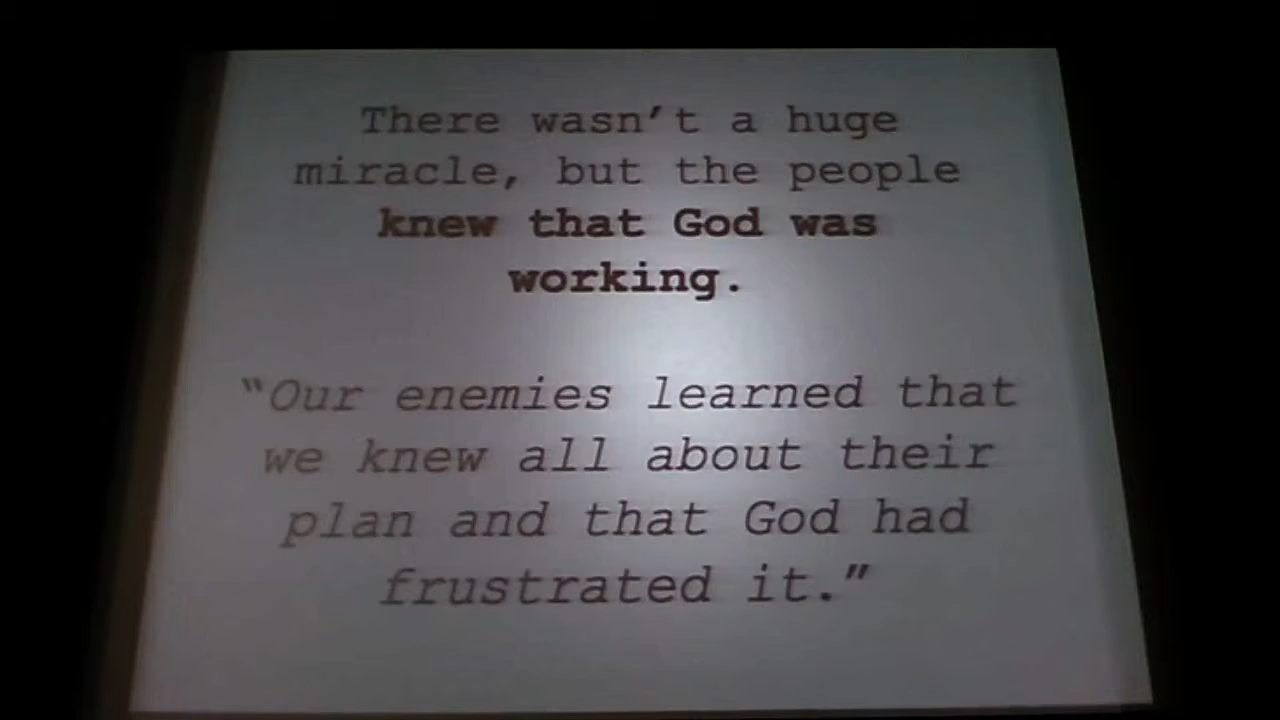 There wasn't a huge
miracle, but the people
knew that God was
working.
“Our enemies learned that
we knew all about their
plan and that God had
frustrated it.”